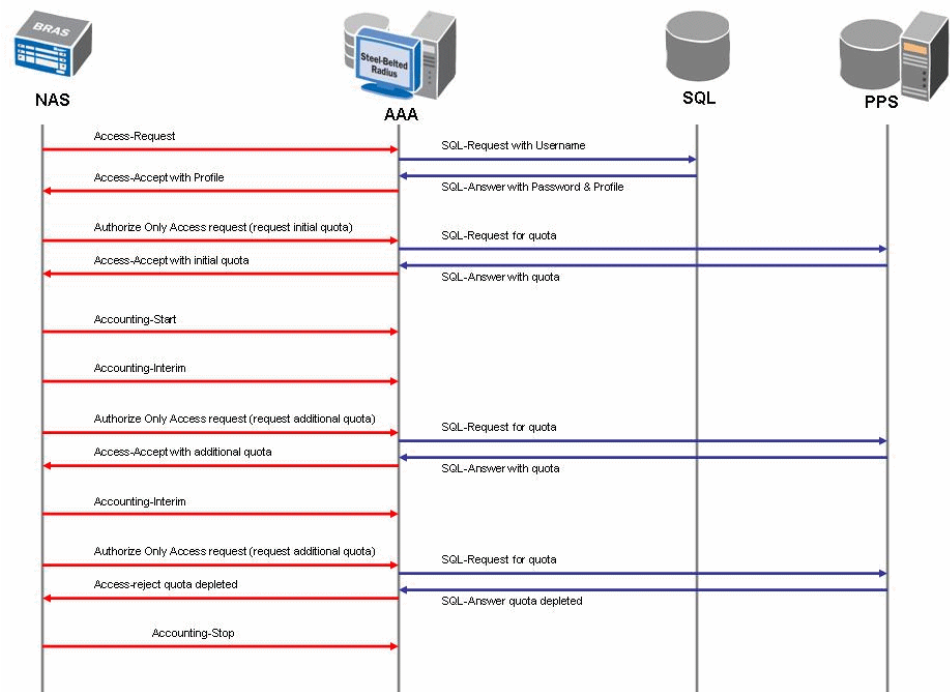 BRAS
Steel-Belted
Radius
NAS
AAA
SQL
PPS
Access-Request
SQL-Request with Username
Access-Accept with Profile
SQL-Answer with Password & Profile
Authorize Only Access request (request initial quota)
SQL-Request for quota
Access-Accept with initial quota
SQL-Answer with quota
Accounting-Start
Accounting-Interim
Authorize Only Access request (request additional quota)
SQL-Request for quota
Access-Accept with additional quota
SQL-Answer with quota
Accounting-Interim
Authorize Only Access request (request additional quota)
SQL-Request for quota
Access-reject quota depleted
SQL-Answer quota depleted
Accounting-Stop